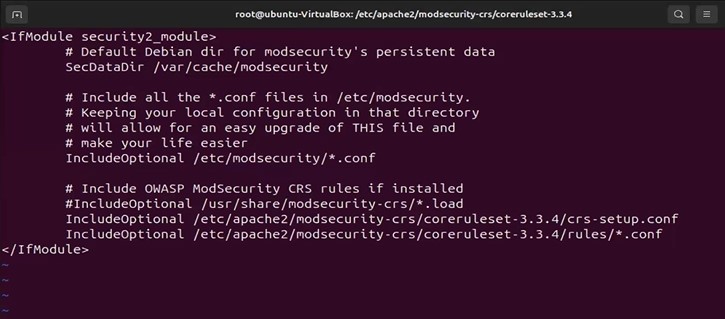 root@ubuntu-VirtualBox: /etc/apache2/modsecurity-crs/coreruleset-3.3.4
<IfModule security2_module>
# Default Debian dir for modsecurity's persistent data
SecDataDir /var/cache/modsecurity
# Include all the *.conf files in /etc/modsecurity.
# Keeping your local configuration in that directory
# will allow for an easy upgrade of THIS file and
# make your life easier
IncludeOptional /etc/modsecurity/*.conf
# Include OWASP ModSecurity CRS rules if installed
#IncludeOptional /usr/share/modsecurity-crs/*.load
IncludeOptional /etc/apache2/modsecurity-crs/coreruleset-3.3.4/crs-setup.conf
IncludeOptional /etc/apache2/modsecurity-crs/coreruleset-3.3.4/rules/*.conf
</IfModule>
~
~
~
~